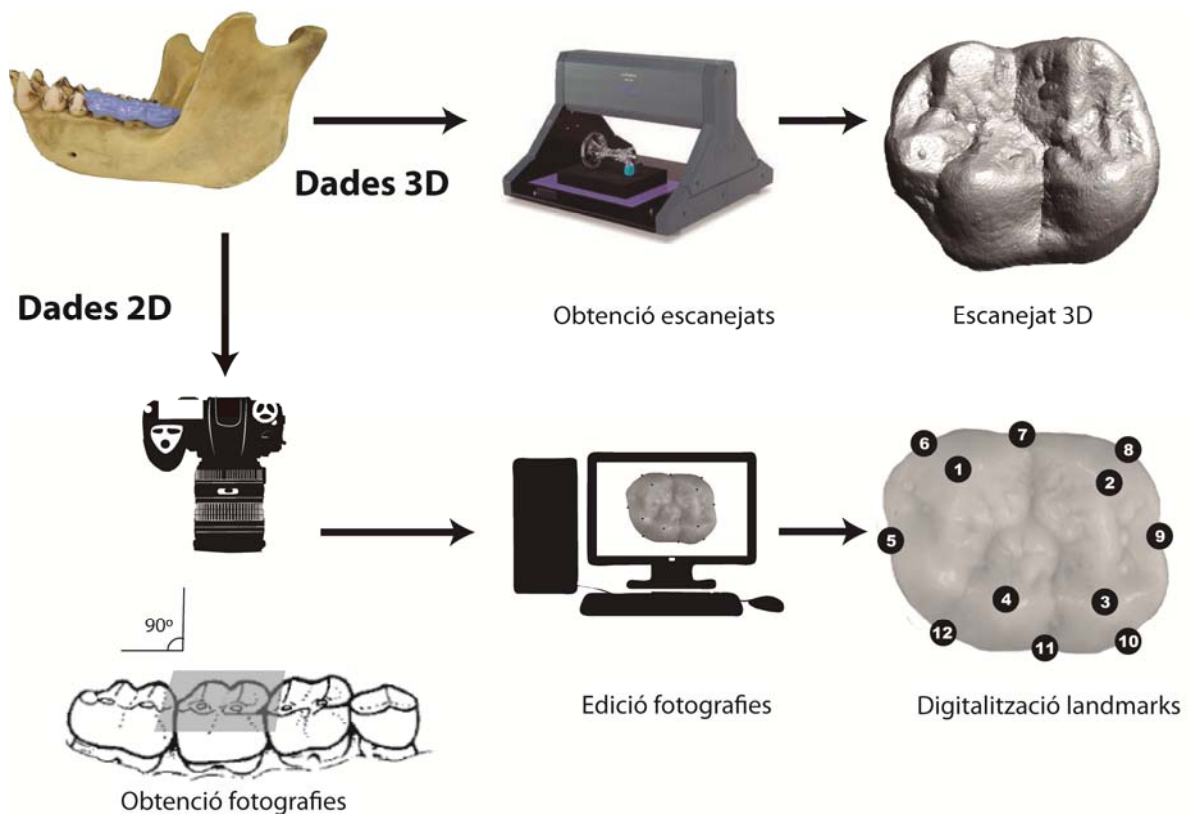 Dades 3D
Obtenció escanejats
Escanejat 3D
Dades 2D
90º
Obtenció fotografies
Edició fotografies
6
7
8
1
2
5
9
4
3
12
11
10
Digitalització landmarks